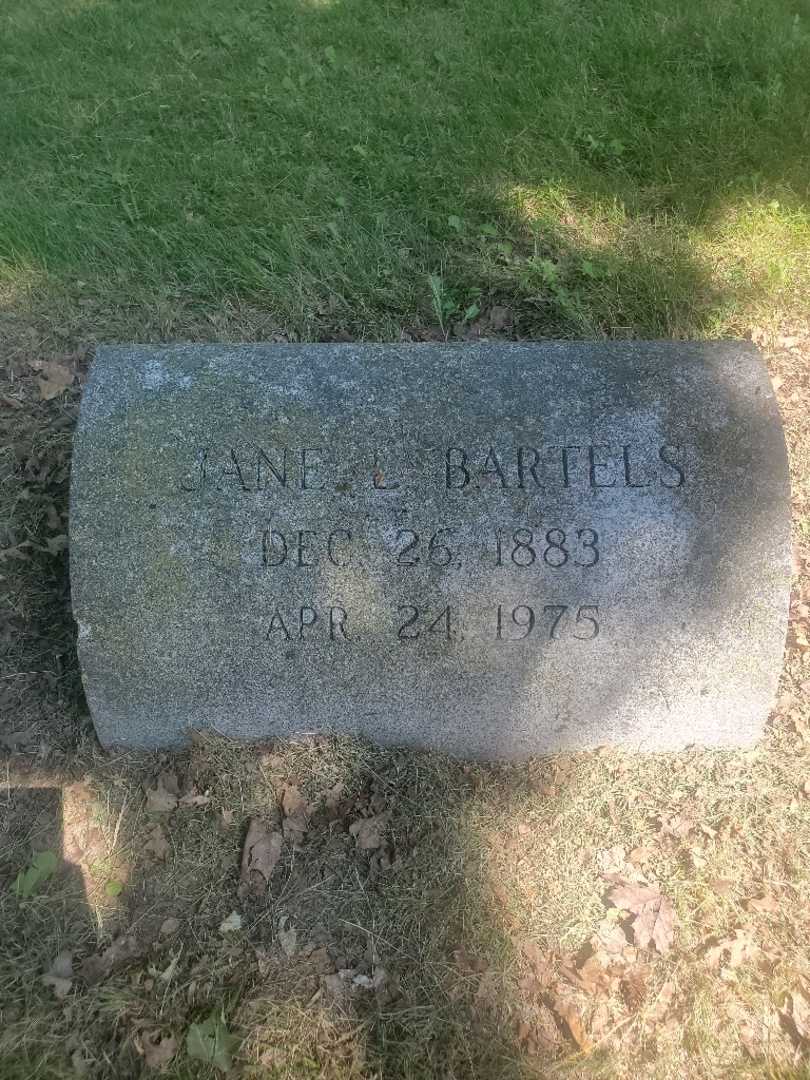 JANE L BARTELS
DEC. 26, 1883
APR. 24, 1975